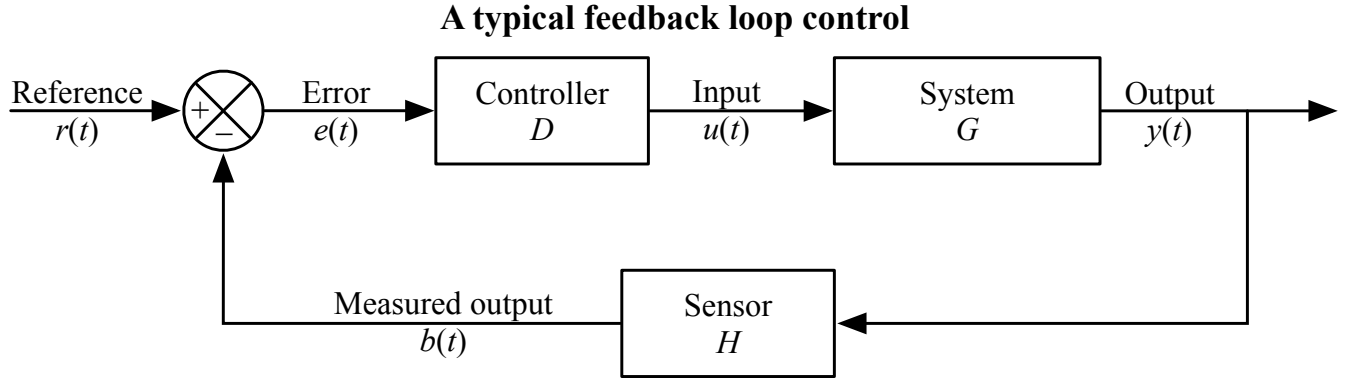 A typical feedback loop control
Reference
r(t)
+
−
Error
e(t)
Controller
D
Input
u(t)
System
G
Output
y(t)
Measured output
b(t)
Sensor
H